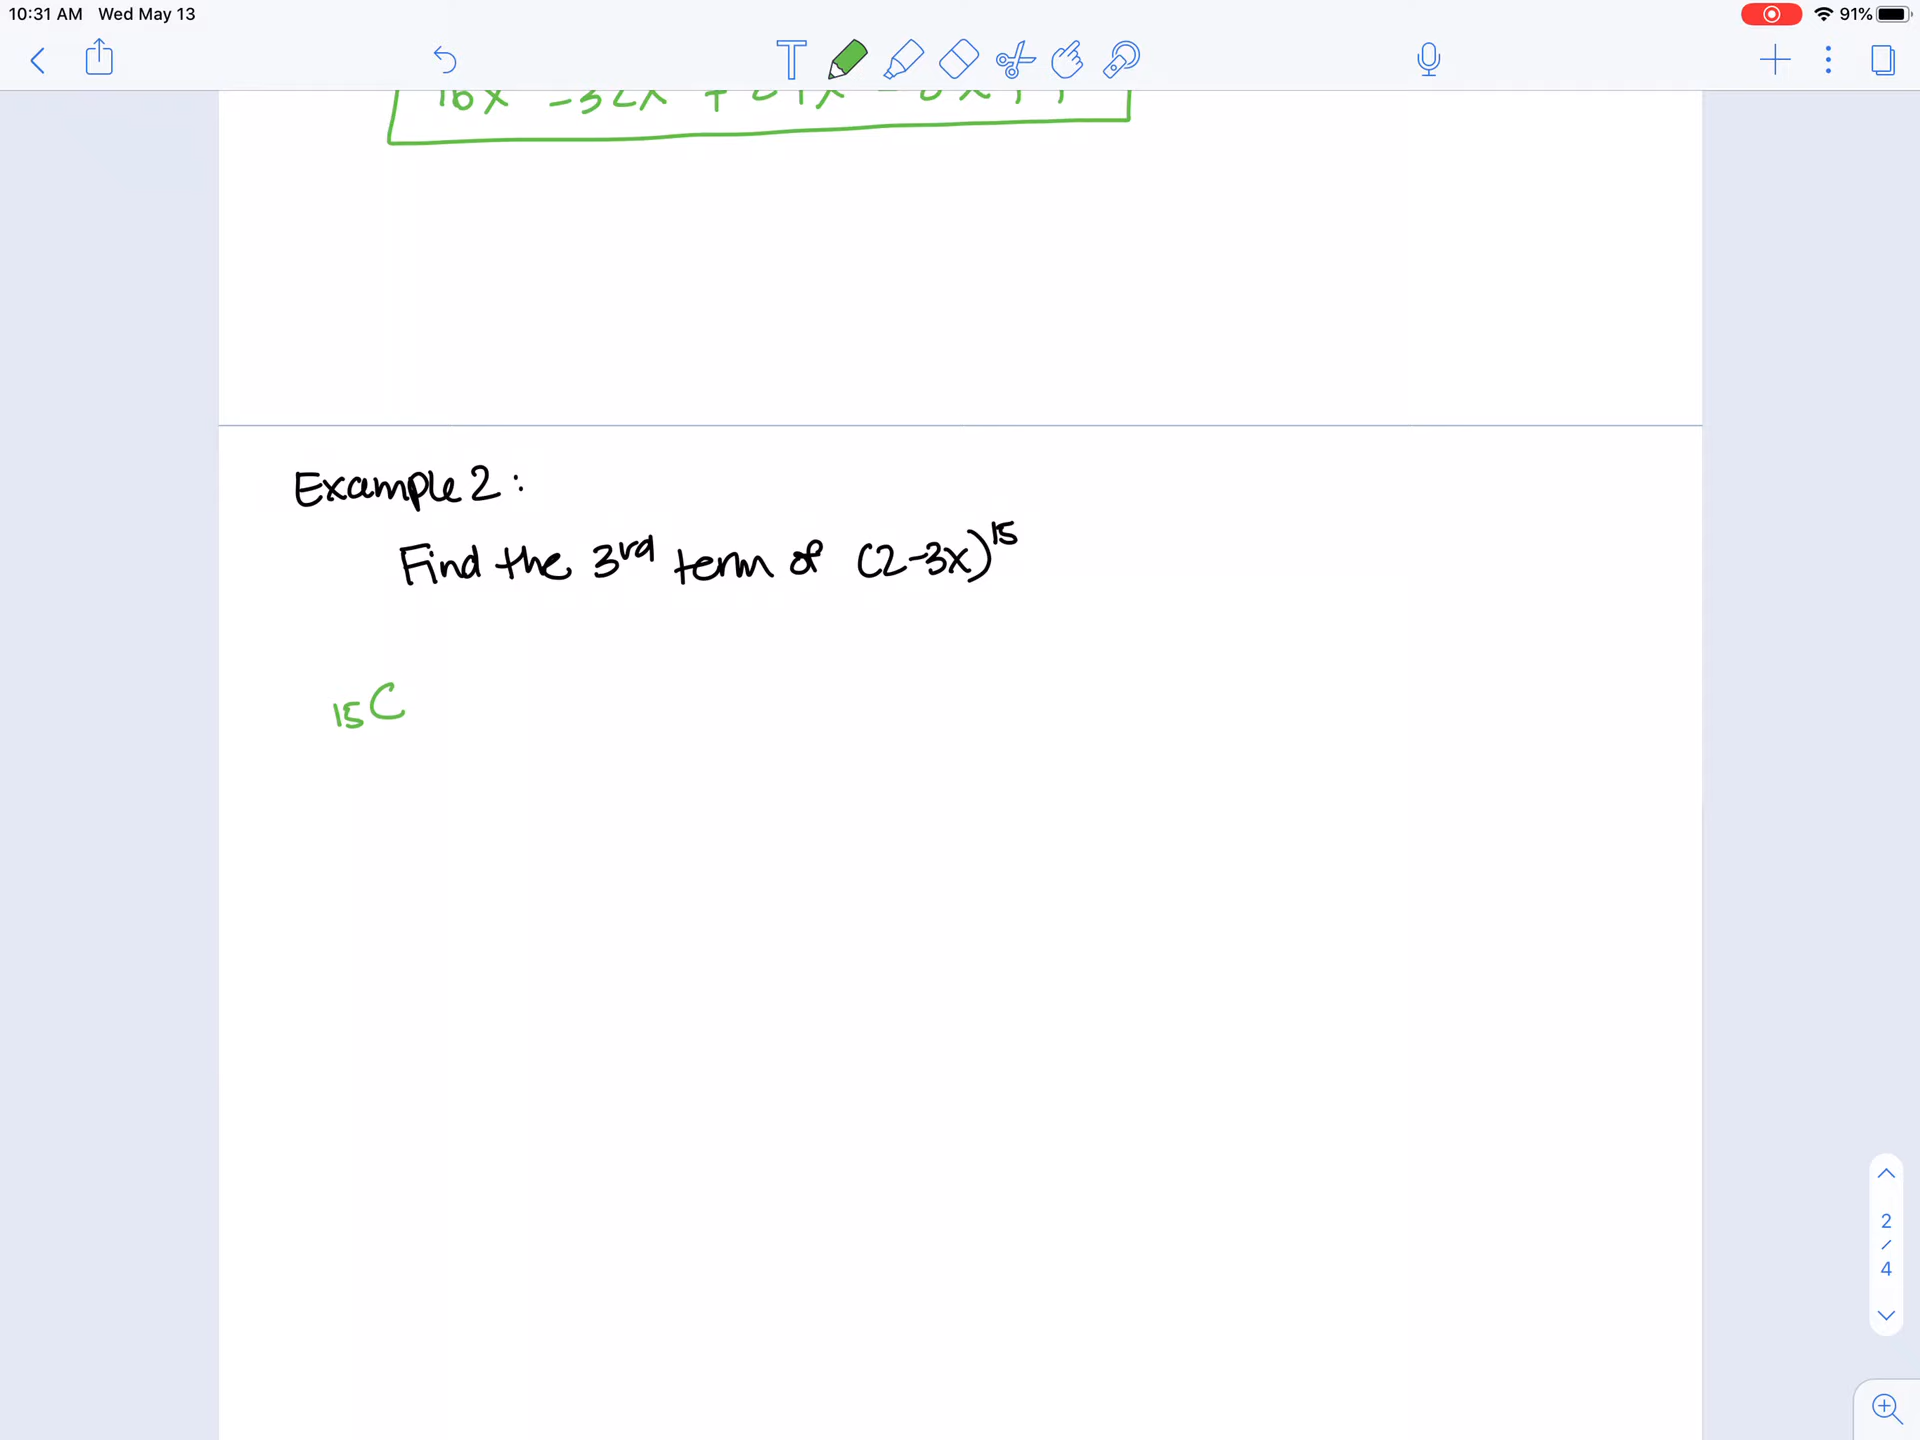 10:31 AM Wed May 13
91%
Example 2:
Find the 3rd term of (2-3x)^15
15C
2
/
4